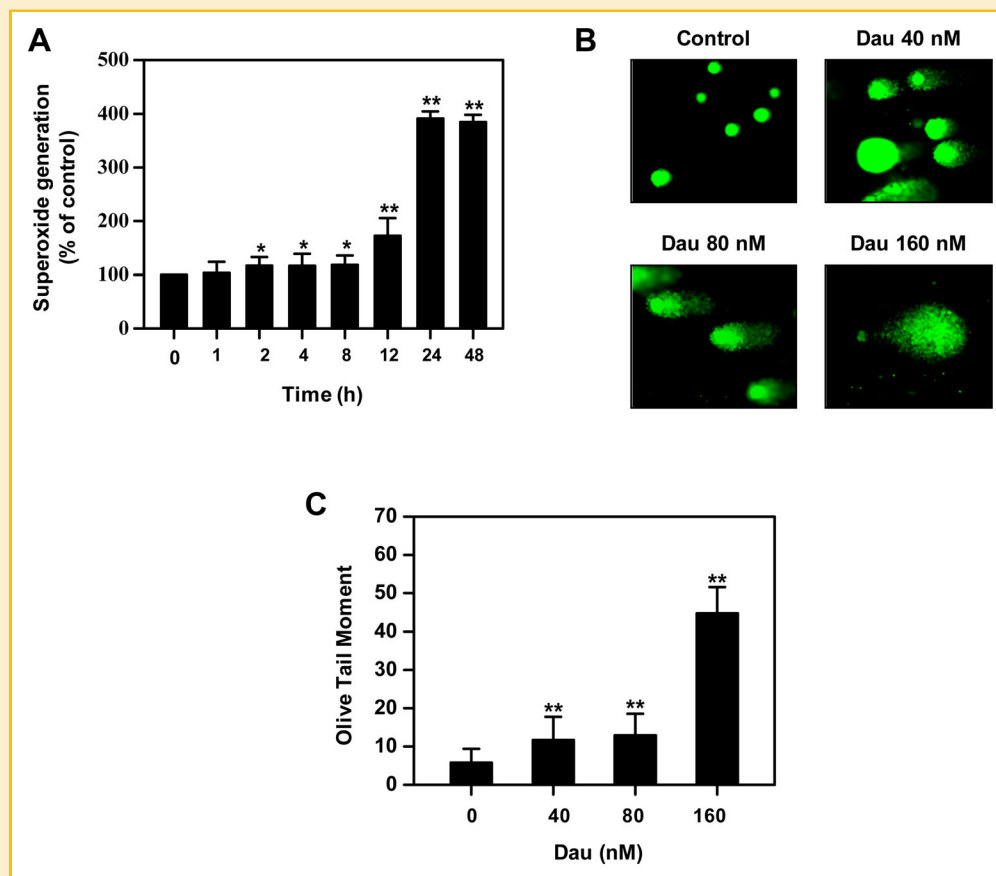 A
Superoxide generation
(% of control)
500
400
300
200
100
0
* * * ** ** **
0 1 2 4 8 12 24 48
Time (h)
B
Control
Dau 40 nM
Dau 80 nM
Dau 160 nM
C
Olive Tail Moment
70
60
50
40
30
20
10
0
** ** **
0 40 80 160
Dau (nM)